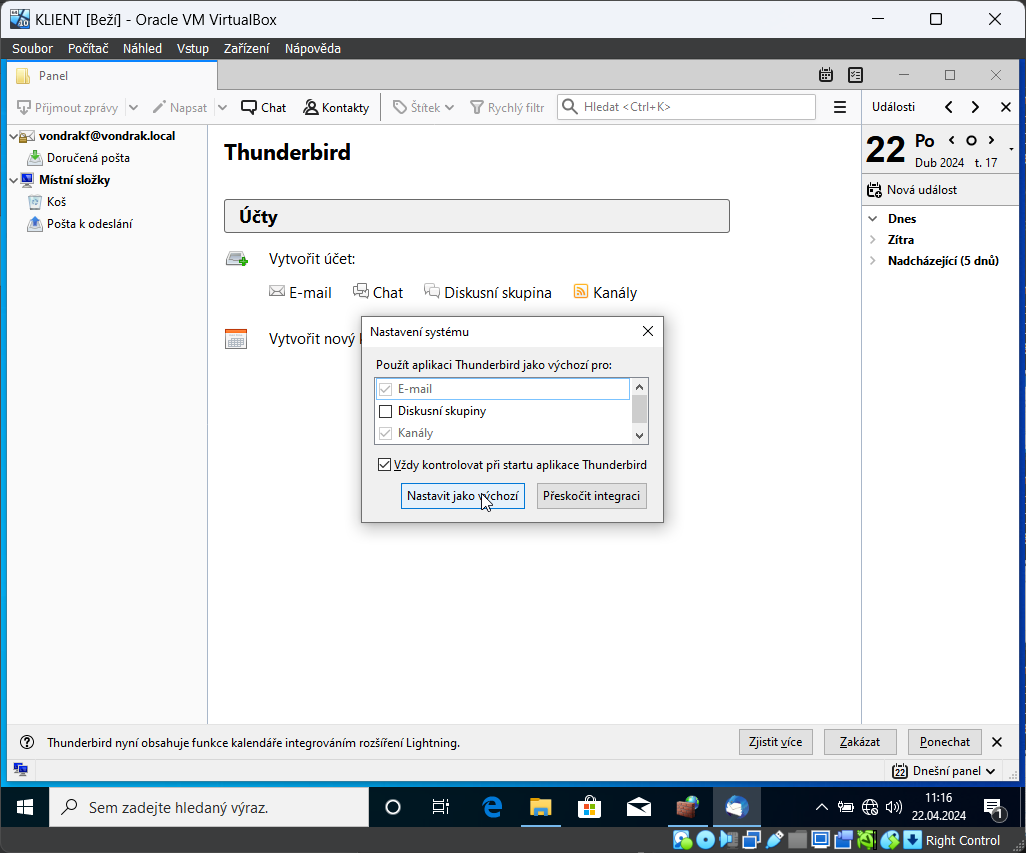 KLIENT [Beží] - Oracle VM VirtualBox
Soubor Počítač Náhled Vstup Zařízení Nápověda
Panel
Přijmout zprávy Napsat Chat Kontakty Štítek Rychlý filtr Hledat <Ctrl+K>
Události
vondrakf@vondrak.local
Doručená pošta
Místní složky
Koš
Pošta k odeslání
Thunderbird
Účty
Vytvořit účet:
E-mail Chat Diskusní skupina Kanály
Vytvořit nový
Nastavení systému
Použít aplikaci Thunderbird jako výchozí pro:
E-mail
Diskusní skupiny
Kanály
Vždy kontrolovat při startu aplikace Thunderbird
Nastavit jako výchozí Přeskočit integraci
22 Po
Dub 2024 t. 17
Nová událost
Dnes
Zítra
Nadcházející (5 dnů)
Thunderbird nyní obsahuje funkce kalendáře integrováním rozšíření Lightning.
Zjistit více Zakázat Ponechat
22 Dnešní panel
Sem zadejte hledaný výraz.
11:16
22.04.2024
1
Right Control